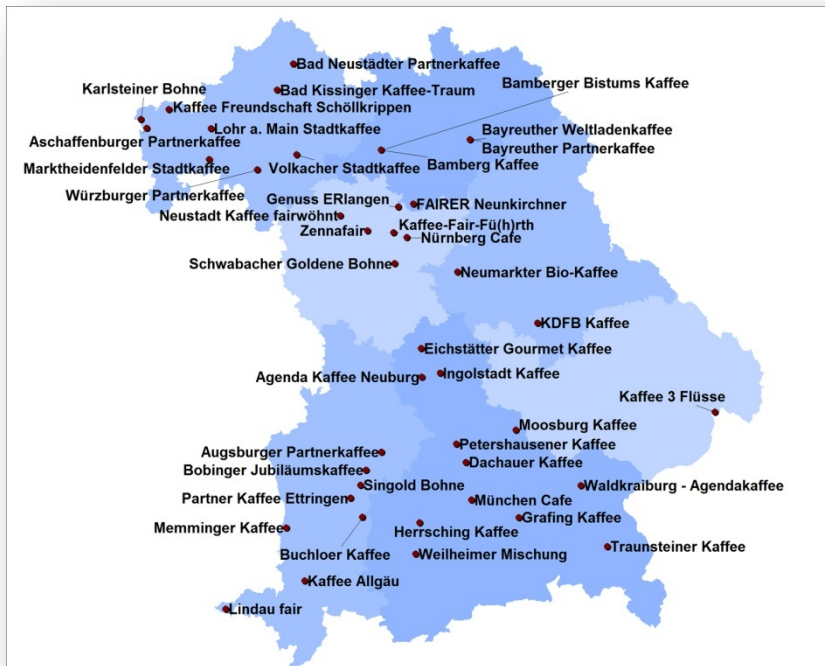 Bad Neustädter Partnerkaffee
Bamberger Bistums Kaffee
Karlsteiner Bohne
Bad Kissinger Kaffee-Traum
Kaffee Freundschaft Schöllkrippen
Lohr a. Main Stadtkaffee
Bayreuther Weltladenkaffee
Aschaffenburger Partnerkaffee
Bayreuther Partnerkaffee
Marktheidenfelder Stadtkaffee
Volkacher Stadtkaffee
Bamberg Kaffee
Würzburger Partnerkaffee
Genuss ERlangen
FAIRER Neunkirchner
Neustadt Kaffee fairwöhnt
Zennafair
Kaffee-Fair-Fü(h)rth
Nürnberg Cafe
Schwabacher Goldene Bohne
Neumarkter Bio-Kaffee
KDFB Kaffee
Eichstätter Gourmet Kaffee
Agenda Kaffee Neuburg
Ingolstadt Kaffee
Kaffee 3 Flüsse
Moosburg Kaffee
Augsburger Partnerkaffee
Petershausener Kaffee
Bobinger Jubiläumskaffee
Dachauer Kaffee
Singold Bohne
Waldkraiburg - Agendakaffee
Partner Kaffee Ettringen
München Cafe
Memminger Kaffee
Herrsching Kaffee
Grafing Kaffee
Buchloer Kaffee
Weilheimer Mischung
Traunsteiner Kaffee
Kaffee Allgäu
Lindau fair